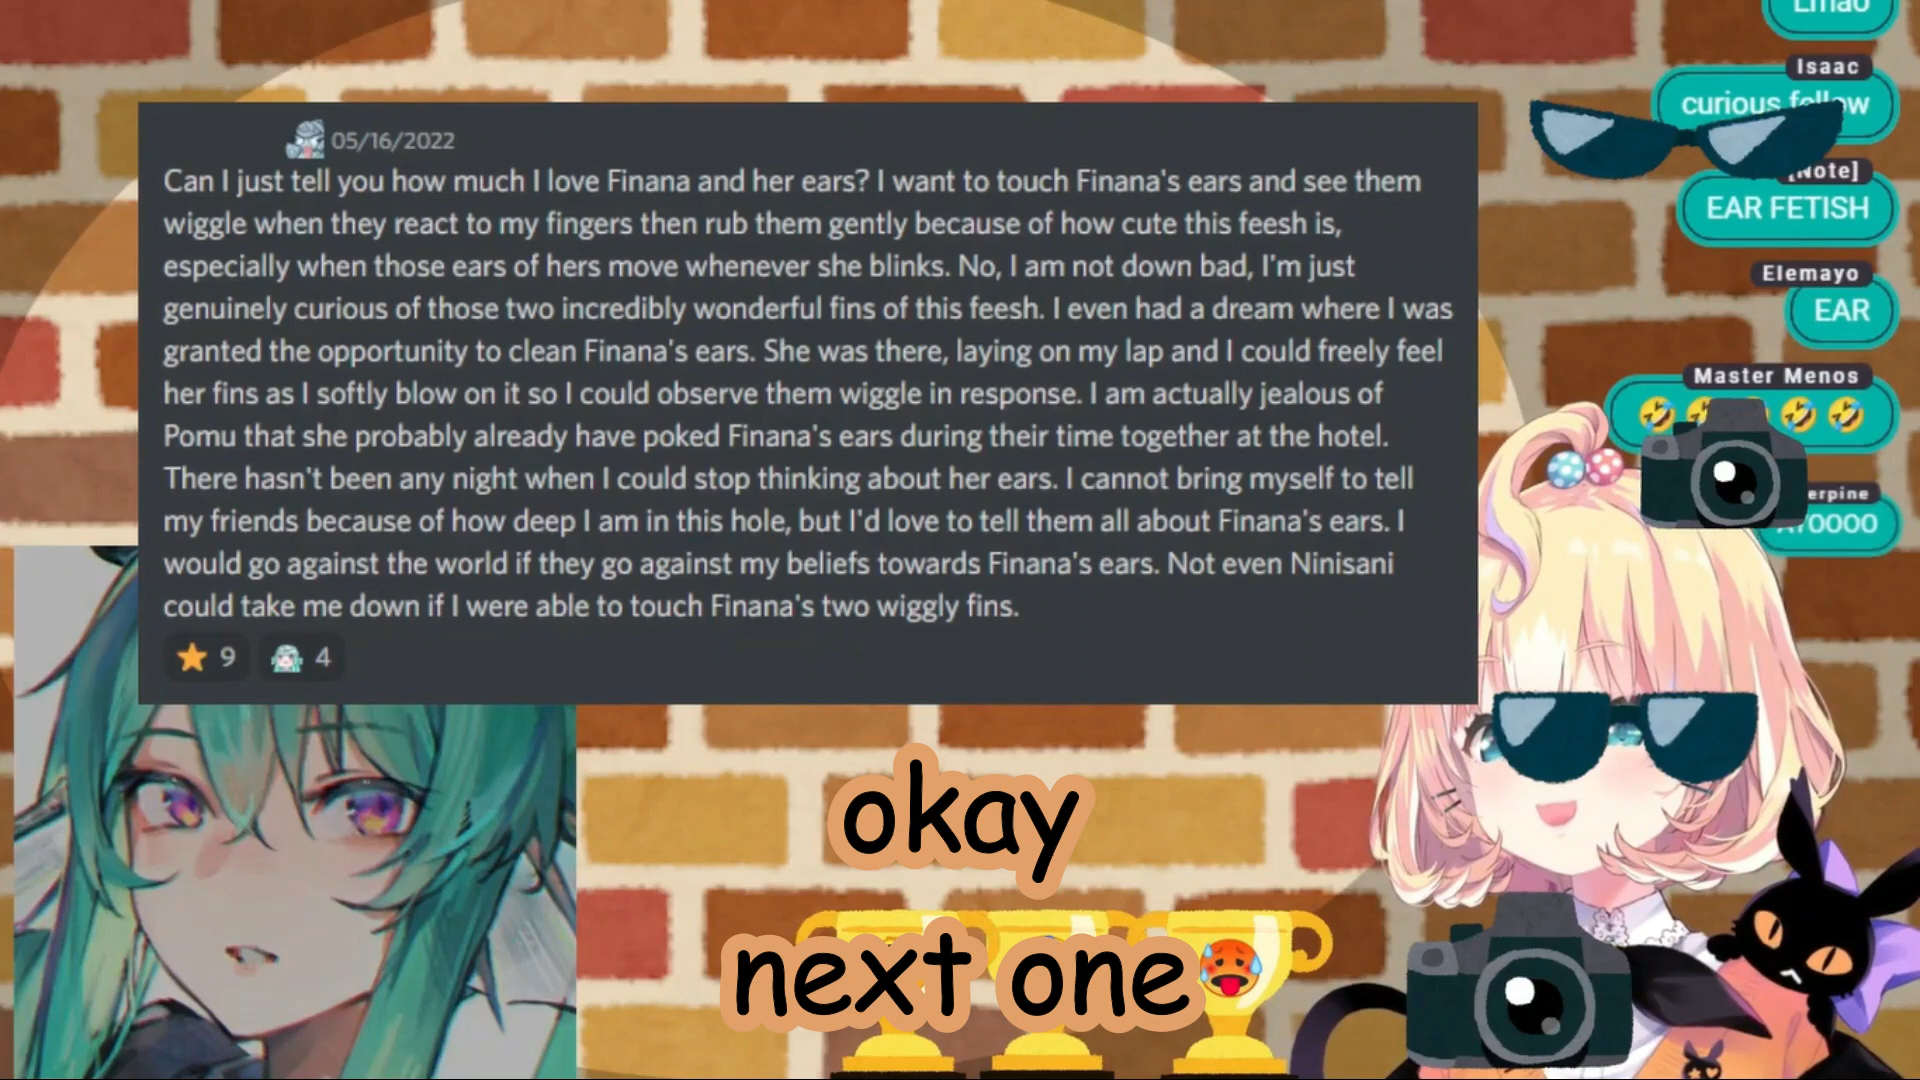 05/16/2022
Can I just tell you how much I love Finana and her ears? I want to touch Finana's ears and see them
wiggle when they react to my fingers then rub them gently because of how cute this feesh is,
especially when those ears of hers move whenever she blinks. No, I am not down bad, I'm just
genuinely curious of those two incredibly wonderful fins of this feesh. I even had a dream where I was
granted the opportunity to clean Finana's ears. She was there, laying on my lap and I could freely feel
her fins as I softly blow on it so I could observe them wiggle in response. I am actually jealous of
Pomu that she probably already have poked Finana's ears during their time together at the hotel.
There hasn't been any night when I could stop thinking about her ears. I cannot bring myself to tell
my friends because of how deep I am in this hole, but I'd love to tell them all about Finana's ears. I
would go against the world if they go against my beliefs towards Finana's ears. Not even Ninisani
could take me down if I were able to touch Finana's two wiggly fins.
9 4
Lmao
Isaac
curious
[Note]
EAR FETISH
Elemayo
EAR
Master Menos
okay
next one